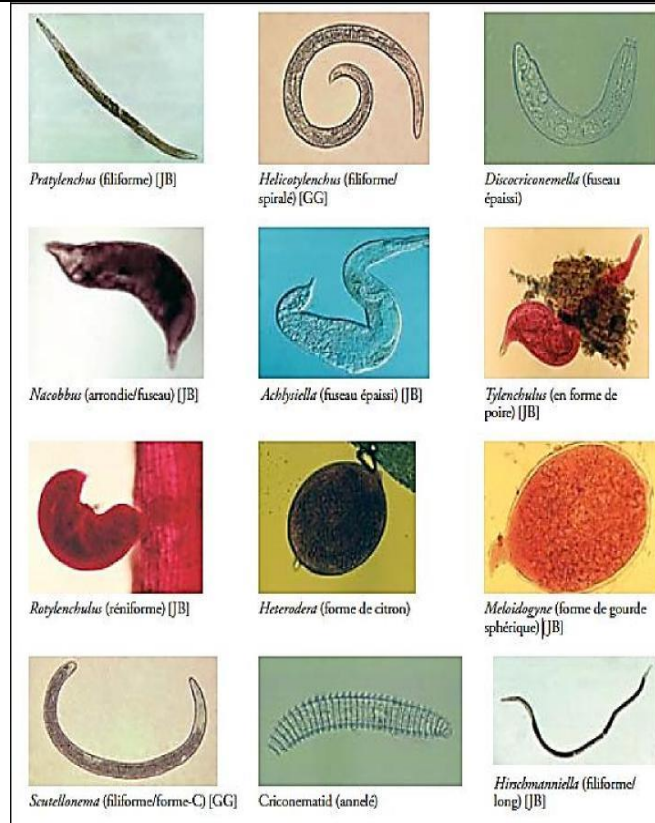 Pratylenchus (filiforme) [JB]
Helicotylenchus (filiforme/
spiralé) [GG]
Discocriconemella (fuseau
épaissi)
Nacobbus (arrondie/fuseau) [JB]
Achlysiella (fuseau épaissi) [JB]
Tylenchulus (en forme de
poire) [JB]
Rotylenchulus (réniforme) [JB]
Heterodera (forme de citron)
Meloidogyne (forme de gourde
sphérique) [JB]
Scutellonema (filiforme/forme-C) [GG]
Criconematid (annelé)
Hirschmanniella (filiforme/
long) [JB]